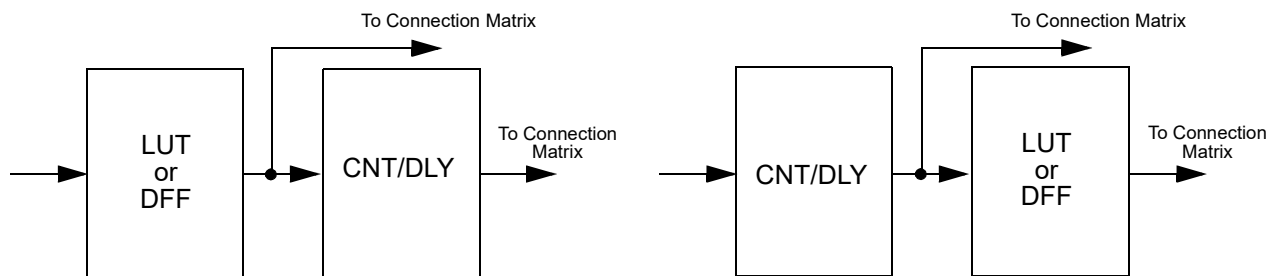 To Connection Matrix
LUT
or
DFF
CNT/DLY
To Connection
Matrix
To Connection Matrix
CNT/DLY
LUT
or
DFF
To Connection
Matrix